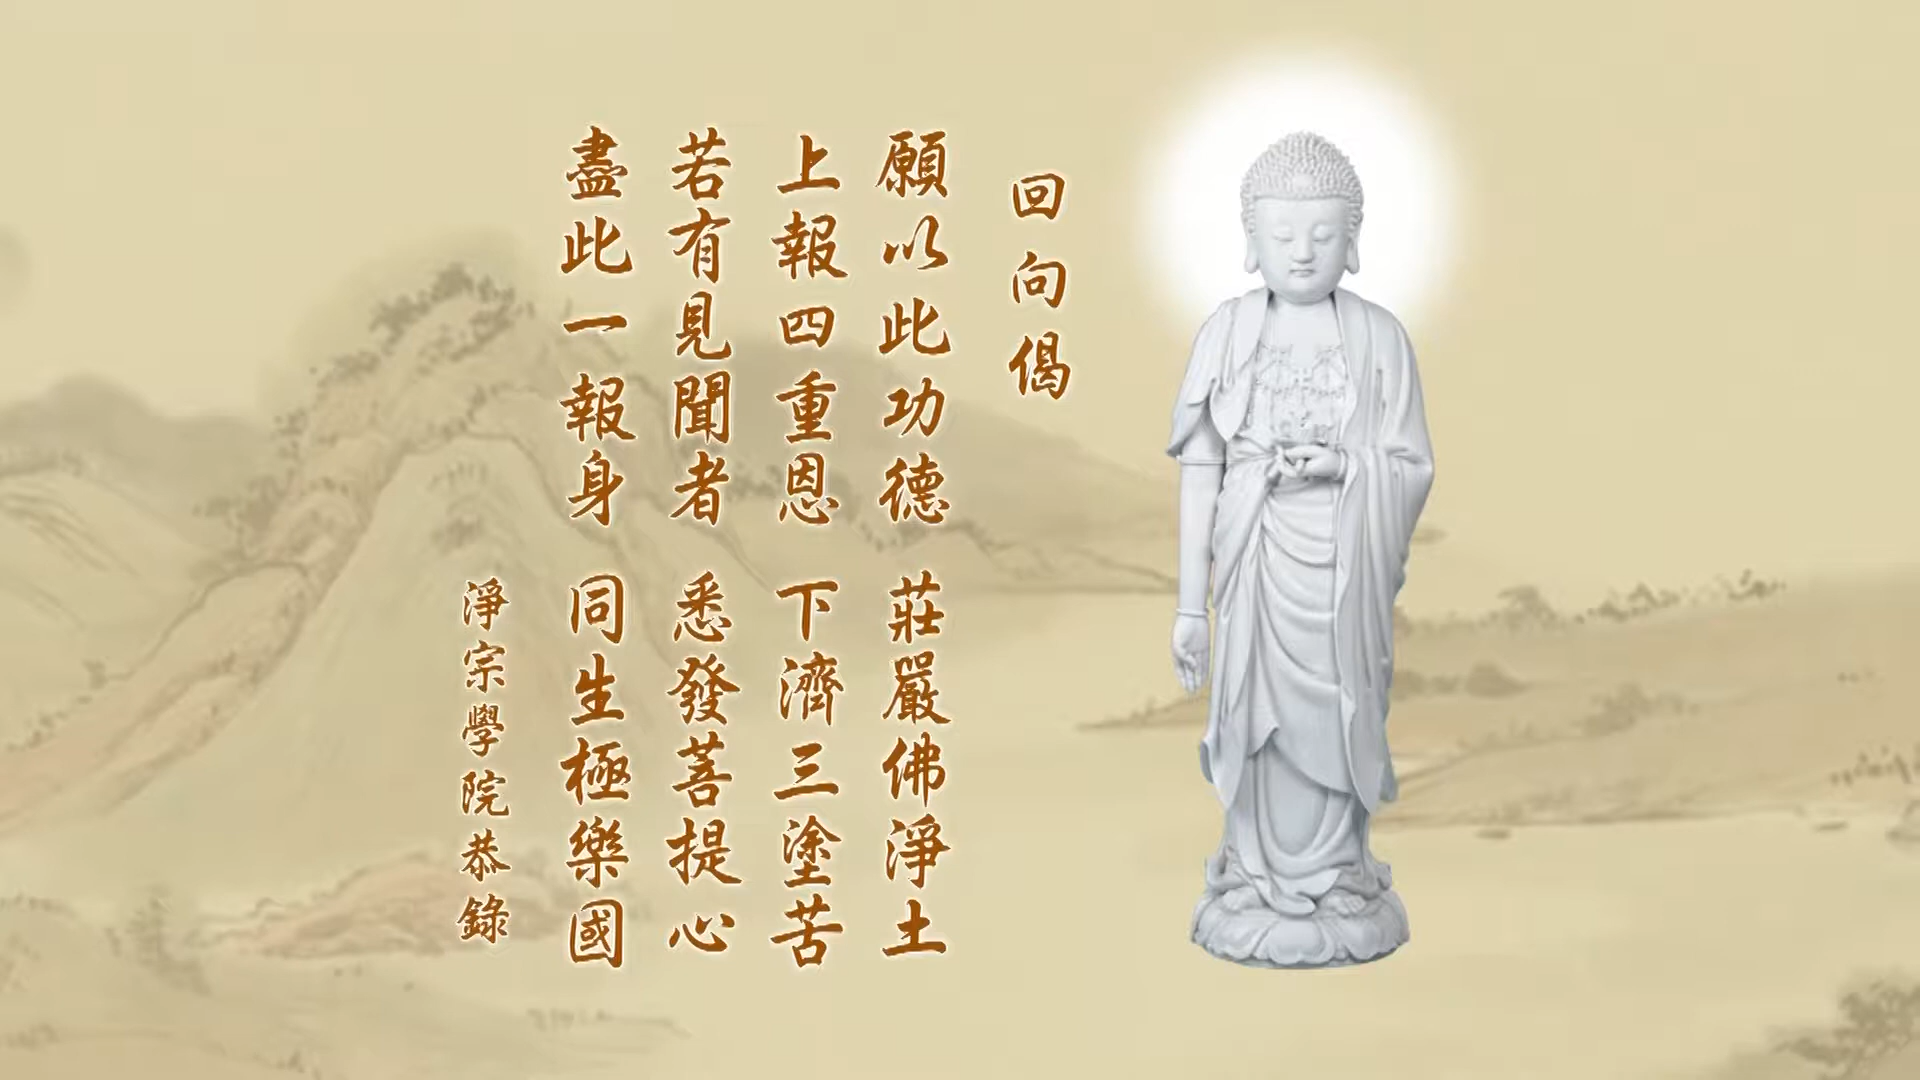 回向偈
願以此功德 莊嚴佛淨土
上報四重恩 下濟三塗苦
若有見聞者 悉發菩提心
盡此一報身 同生極樂國
淨宗學院恭錄